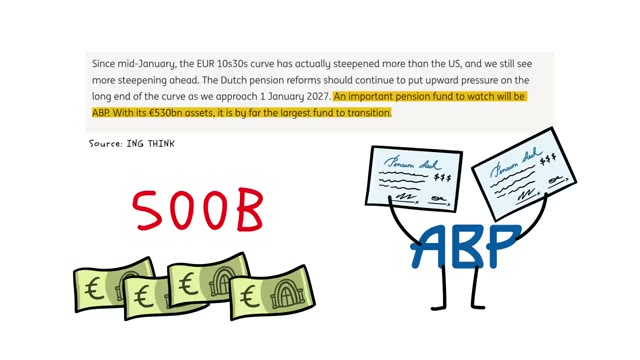 Since mid-January, the EUR 10s30s curve has actually steepened more than the US, and we still see
more steepening ahead. The Dutch pension reforms should continue to put upward pressure on the
long end of the curve as we approach 1 January 2027. An important pension fund to watch will be
ABP. With its €530bn assets, it is by far the largest fund to transition.
Source: ING THINK
Pension check
$$$
Pension check
$$$
500B
ABP
€
€
€
€